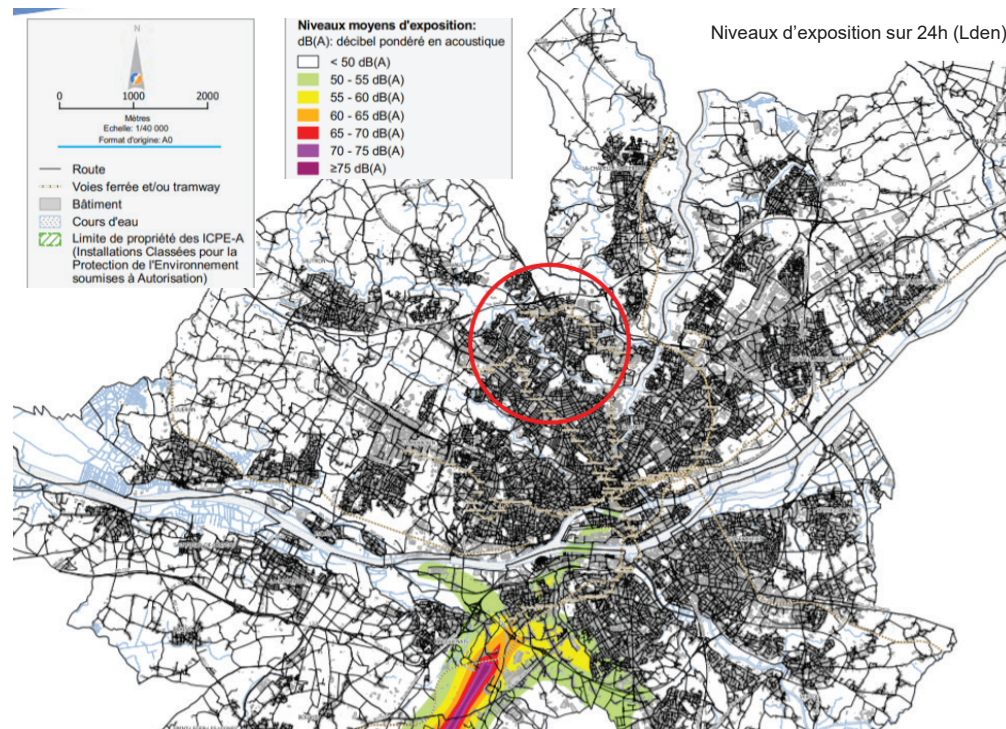 N
0 1000 2000
Mètres
Echelle: 1/40 000
Format d'origine: A0
Route
Voies ferrée et/ou tramway
Bâtiment
Cours d'eau
Limite de propriété des ICPE-A
(Installations Classées pour la
Protection de l'Environnement
soumises à Autorisation)
Niveaux moyens d'exposition:
dB(A): décibel pondéré en acoustique
< 50 dB(A)
50 - 55 dB(A)
55 - 60 dB(A)
60 - 65 dB(A)
65 - 70 dB(A)
70 - 75 dB(A)
≥75 dB(A)
Niveaux d'exposition sur 24h (Lden)